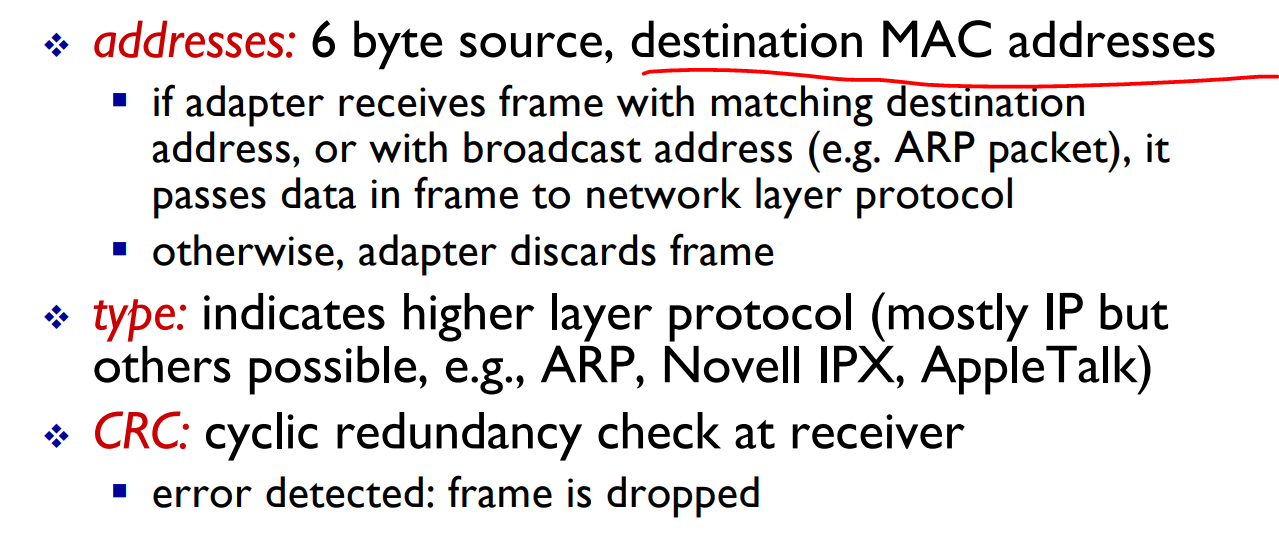 addresses: 6 byte source, destination MAC addresses
if adapter receives frame with matching destination
address, or with broadcast address (e.g. ARP packet), it
passes data in frame to network layer protocol
otherwise, adapter discards frame
type: indicates higher layer protocol (mostly IP but
others possible, e.g., ARP, Novell IPX, AppleTalk)
CRC: cyclic redundancy check at receiver
error detected: frame is dropped